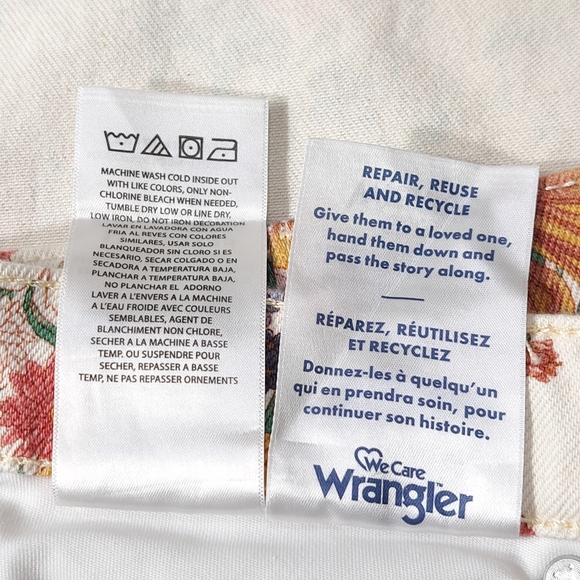 MACHINE WASH COLD INSIDE OUT
WITH LIKE COLORS, ONLY NON-
CHLORINE BLEACH WHEN NEEDED,
TUMBLE DRY LOW OR LINE DRY,
LOW IRON, DO NOT IRON DECORATION
LAVAR EN LAVADORA CON AGUA
FRIA AL REVES CON COLORES
SIMILARES, USAR SOLO
BLANQUEADOR SIN CLORO SI ES
NECESARIO, SECAR COLGADO O EN
SECADORA A TEMPERATURA BAJA,
PLANCHAR A TEMPERATURA BAJA,
NO PLANCHAR EL ADORNO
LAVER A L'ENVERS A LA MACHINE
A L'EAU FROIDE AVEC COULEURS
SEMBLABLES, AGENT DE
BLANCHIMENT NON CHLORE,
SECHER A LA MACHINE A BASSE
TEMP. OU SUSPENDRE POUR
SECHER, REPASSER A BASSE
TEMP, NE PAS REPASSER ORNEMENTS
REPAIR, REUSE
AND RECYCLE
Give them to a loved one,
hand them down and
pass the story along.
RÉPAREZ, RÉUTILISEZ
ET RECYCLEZ
Donnez-les à quelqu'un
qui en prendra soin, pour
continuer son histoire.
We Care
Wrangler